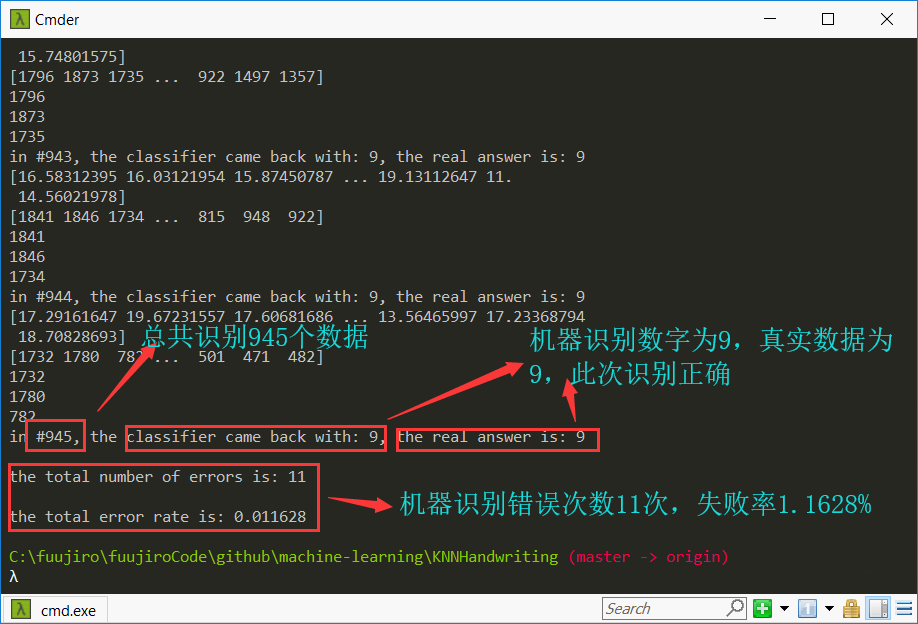 Cmder
15.74801575]
[1796 1873 1735 ...  922 1497 1357]
1796
1873
1735
in #943, the classifier came back with: 9, the real answer is: 9
[16.58312395 16.03121954 15.87450787 ... 19.13112647 11.
14.56021978]
[1841 1846 1734 ...  815  948  922]
1841
1846
1734
in #944, the classifier came back with: 9, the real answer is: 9
[17.29161647 19.67231557 17.60681686 ... 13.56465997 17.23368794
18.70828693]
总共识别945个数据
机器识别数字为9，真实数据为
9，此次识别正确
[1732 1780  782 ...  501  471  482]
1732
1780
782
in #945, the classifier came back with: 9, the real answer is: 9
the total number of errors is: 11
机器识别错误次数11次，失败率1.1628%
the total error rate is: 0.011628
C:\fuujiro\fuujiroCode\github\machine-learning\KNNHandwriting (master -> origin)
λ
cmd.exe
Search